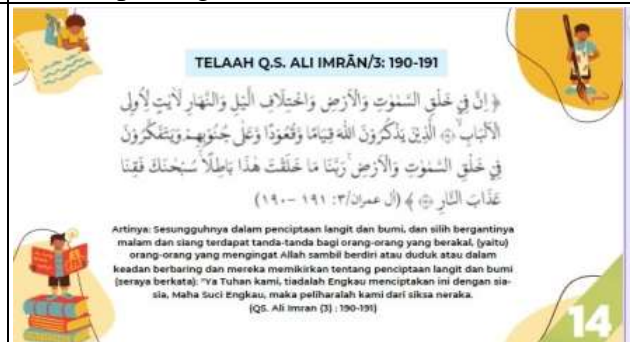 TELAAH Q.S. ALI IMRĀN/3: 190-191
﴿ اِنَّ فِيْ خَلْقِ السَّمٰوٰتِ وَالْاَرْضِ وَاخْتِلَافِ الَّيْلِ وَالنَّهَارِ لَاٰيٰتٍ لِّاُولِى
الْاَلْبَابِۙ ۞ الَّذِيْنَ يَذْكُرُوْنَ اللّٰهَ قِيَامًا وَّقُعُوْدًا وَّعَلٰى جُنُوْبِهِمْ وَيَتَفَكَّرُوْنَ
فِيْ خَلْقِ السَّمٰوٰتِ وَالْاَرْضِۚ رَبَّنَا مَا خَلَقْتَ هٰذَا بَاطِلًاۚ سُبْحٰنَكَ فَقِنَا
عَذَابَ النَّارِ ۞ ﴾ (اٰل عمران/٣: ١٩١ -١٩٠)
Artinya: Sesungguhnya dalam penciptaan langit dan bumi, dan silih bergantinya
malam dan siang terdapat tanda-tanda bagi orang-orang yang berakal, (yaitu)
orang-orang yang mengingat Allah sambil berdiri atau duduk atau dalam
keadan berbaring dan mereka memikirkan tentang penciptaan langit dan bumi
(seraya berkata): "Ya Tuhan kami, tiadalah Engkau menciptakan ini dengan sia-
sia, Maha Suci Engkau, maka peliharalah kami dari siksa neraka.
(QS. Ali Imran (3) : 190-191)
14